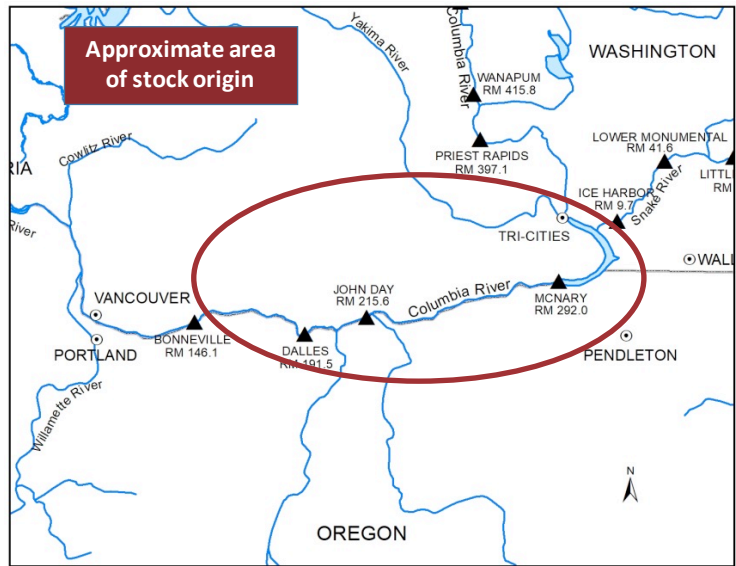 Approximate area
of stock origin
Yakima River
Columbia River
WASHINGTON
WANAPUM
RM 415.8
Cowlitz River
RIA
PRIEST RAPIDS
RM 397.1
LOWER MONUMENTAL
RM 41.6
LITTL
RM
ICE HARBOR
RM 9.7
Snake River
River
TRI-CITIES
WALL
JOHN DAY
RM 215.6
Columbia River
MCNARY
RM 292.0
VANCOUVER
BONNEVILLE
RM 146.1
DALLES
RM 191.5
PORTLAND
PENDLETON
Willamette River
N
OREGON